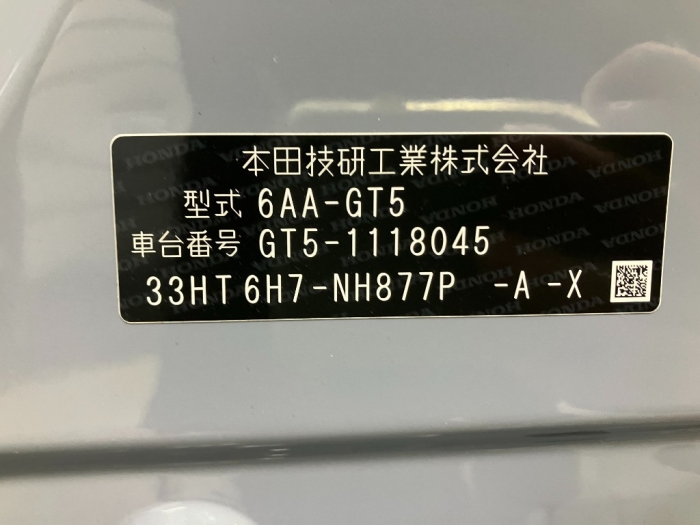 本田技研工業株式会社
型式 6AA-GT5
車台番号 GT5-1118045
33HT 6H7-NH877P -A -X